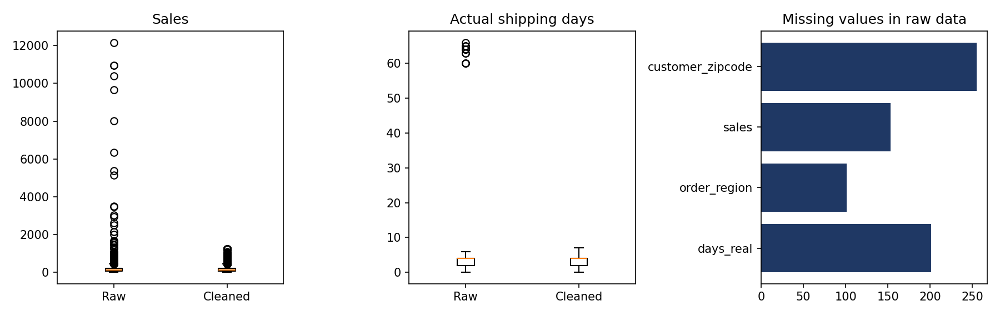 Sales
12000
10000
8000
6000
4000
2000
0
Raw
Cleaned
Actual shipping days
60
50
40
30
20
10
0
Raw
Cleaned
Missing values in raw data
customer_zipcode
sales
order_region
days_real
0
50
100
150
200
250